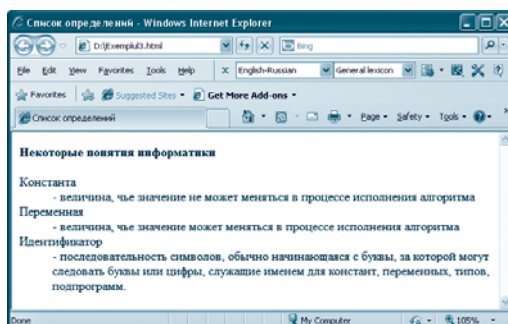 Список определений - Windows Internet Explorer
D:\Exemplul3.html
Bing
File Edit View Favorites Tools Help x English-Russian General lexicon
Favorites Suggested Sites Get More Add-ons
Список определений Page Safety Tools
Некоторые понятия информатики
Константа
- величина, чье значение не может меняться в процессе исполнения алгоритма
Переменная
- величина, чье значение может меняться в процессе исполнения алгоритма
Идентификатор
- последовательность символов, обычно начинающаяся с буквы, за которой могут
следовать буквы или цифры, служащие именем для констант, переменных, типов,
подпрограмм.
Done My Computer 105%